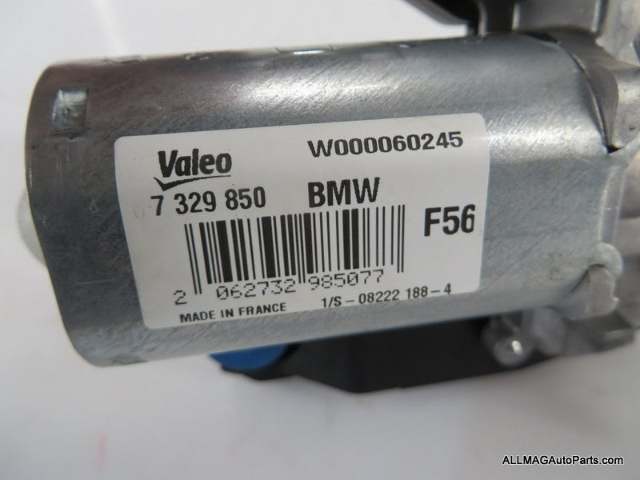 Valeo W000060245
7 329 850 BMW
F56
2 062732 985077
MADE IN FRANCE 1/S - 08222 188-4
ALLMAGAutoParts.com